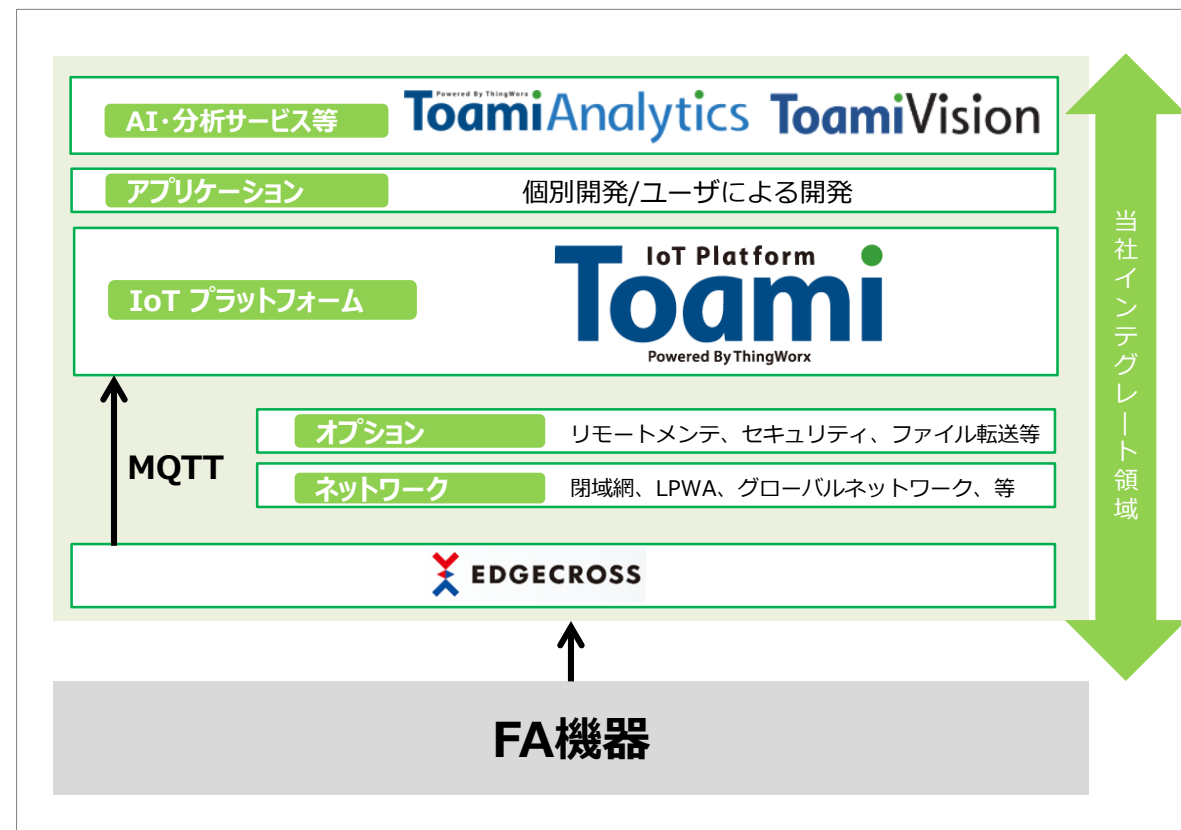 AI・分析サービス等
Powered By ThingWorx
ToamiAnalytics
ToamiVision
アプリケーション
個別開発/ユーザによる開発
IoT プラットフォーム
IoT Platform
Toami
Powered By ThingWorx
MQTT
オプション
リモートメンテ、セキュリティ、ファイル転送等
ネットワーク
閉域網、LPWA、グローバルネットワーク、等
EDGECROSS
FA機器
当社インテグレート領域